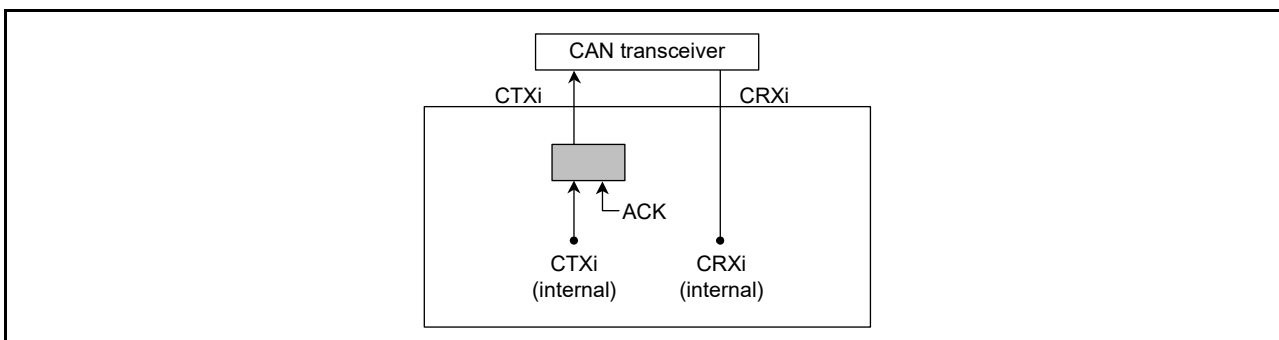 CAN transceiver
CTXi
CRXi
ACK
CTXi
(internal)
CRXi
(internal)